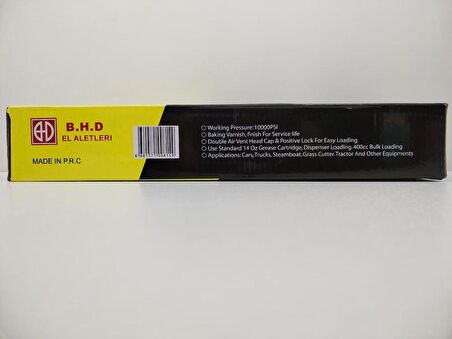 B.H.D
EL ALETLERİ
MADE IN P.R.C
Working Pressure: 10000PSI
Baking Varnish, Fnish For Service life
Double Air Vent Head Cap & Positive Lock For Easy Loading
Use Standard 14 Oz Grease Cartridge, Dispenser Loading. 400cc Bulk Loading
Applications: Cars, Trucks, Steamboat, Grass Cutter. Tractor And Other Equipments